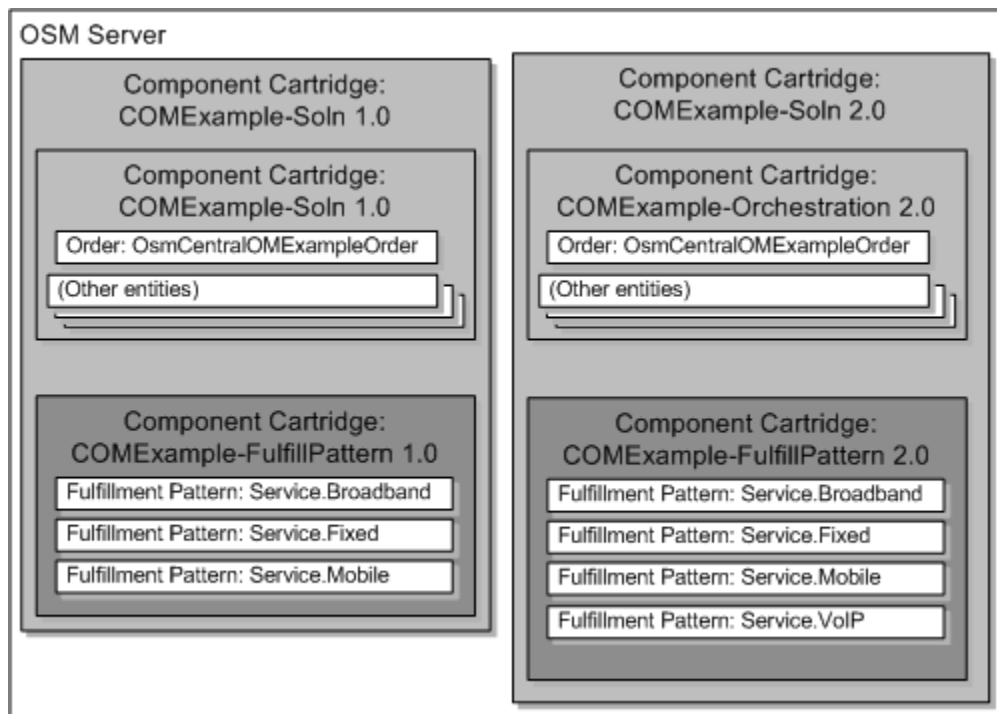 OSM Server
Component Cartridge:
COMExample-Soln 1.0
Component Cartridge:
COMExample-Soln 1.0
Order: OsmCentralOMExampleOrder
(Other entities)
Component Cartridge:
COMExample-FulfillPattern 1.0
Fulfillment Pattern: Service.Broadband
Fulfillment Pattern: Service.Fixed
Fulfillment Pattern: Service.Mobile
Component Cartridge:
COMExample-Soln 2.0
Component Cartridge:
COMExample-Orchestration 2.0
Order: OsmCentralOMExampleOrder
(Other entities)
Component Cartridge:
COMExample-FulfillPattern 2.0
Fulfillment Pattern: Service.Broadband
Fulfillment Pattern: Service.Fixed
Fulfillment Pattern: Service.Mobile
Fulfillment Pattern: Service.VoIP